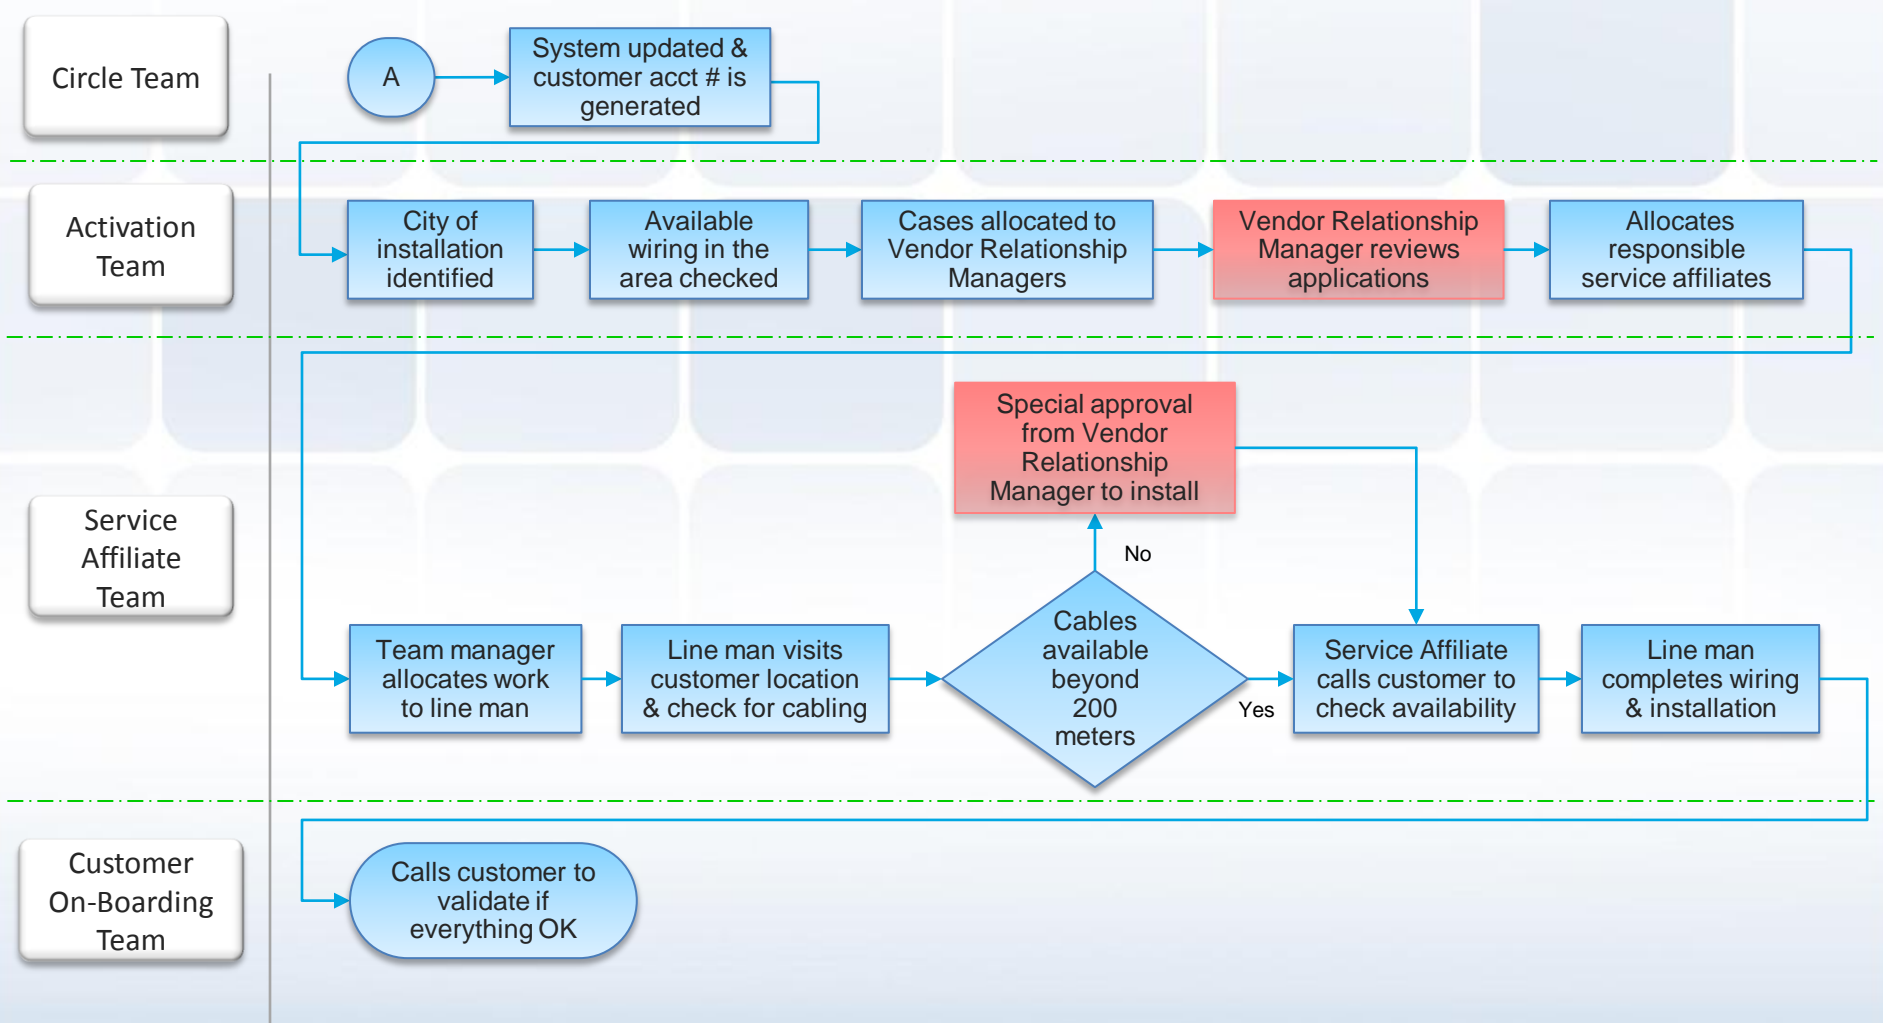 Circle Team
A
System updated &
customer acct # is
generated
Activation
Team
City of
installation
identified
Available
wiring in the
area checked
Cases allocated to
Vendor Relationship
Managers
Vendor Relationship
Manager reviews
applications
Allocates
responsible
service affiliates
Service
Affiliate
Team
Special approval
from Vendor
Relationship
Manager to install
No
Team manager
allocates work
to line man
Line man visits
customer location
& check for cabling
Cables
available
beyond
200
meters
Yes
Service Affiliate
calls customer to
check availability
Line man
completes wiring
& installation
Customer
On-Boarding
Team
Calls customer to
validate if
everything OK